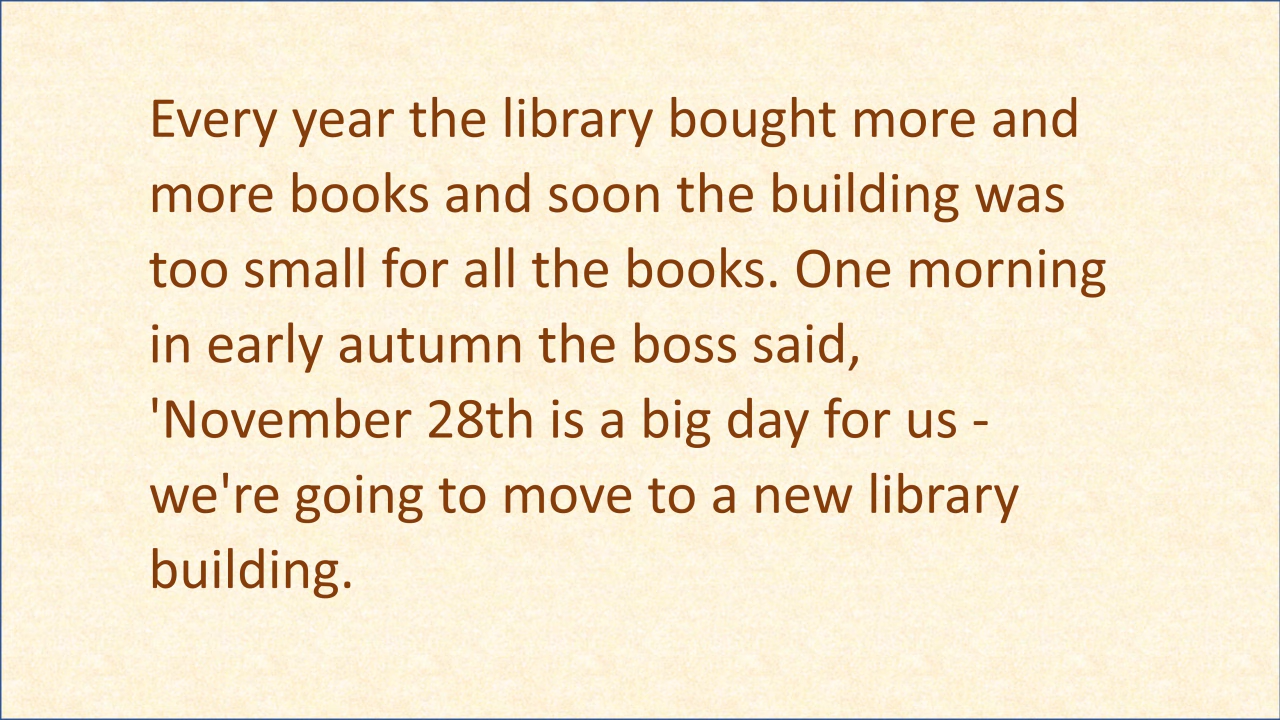 Every year the library bought more and
more books and soon the building was
too small for all the books. One morning
in early autumn the boss said,
'November 28th is a big day for us -
we're going to move to a new library
building.